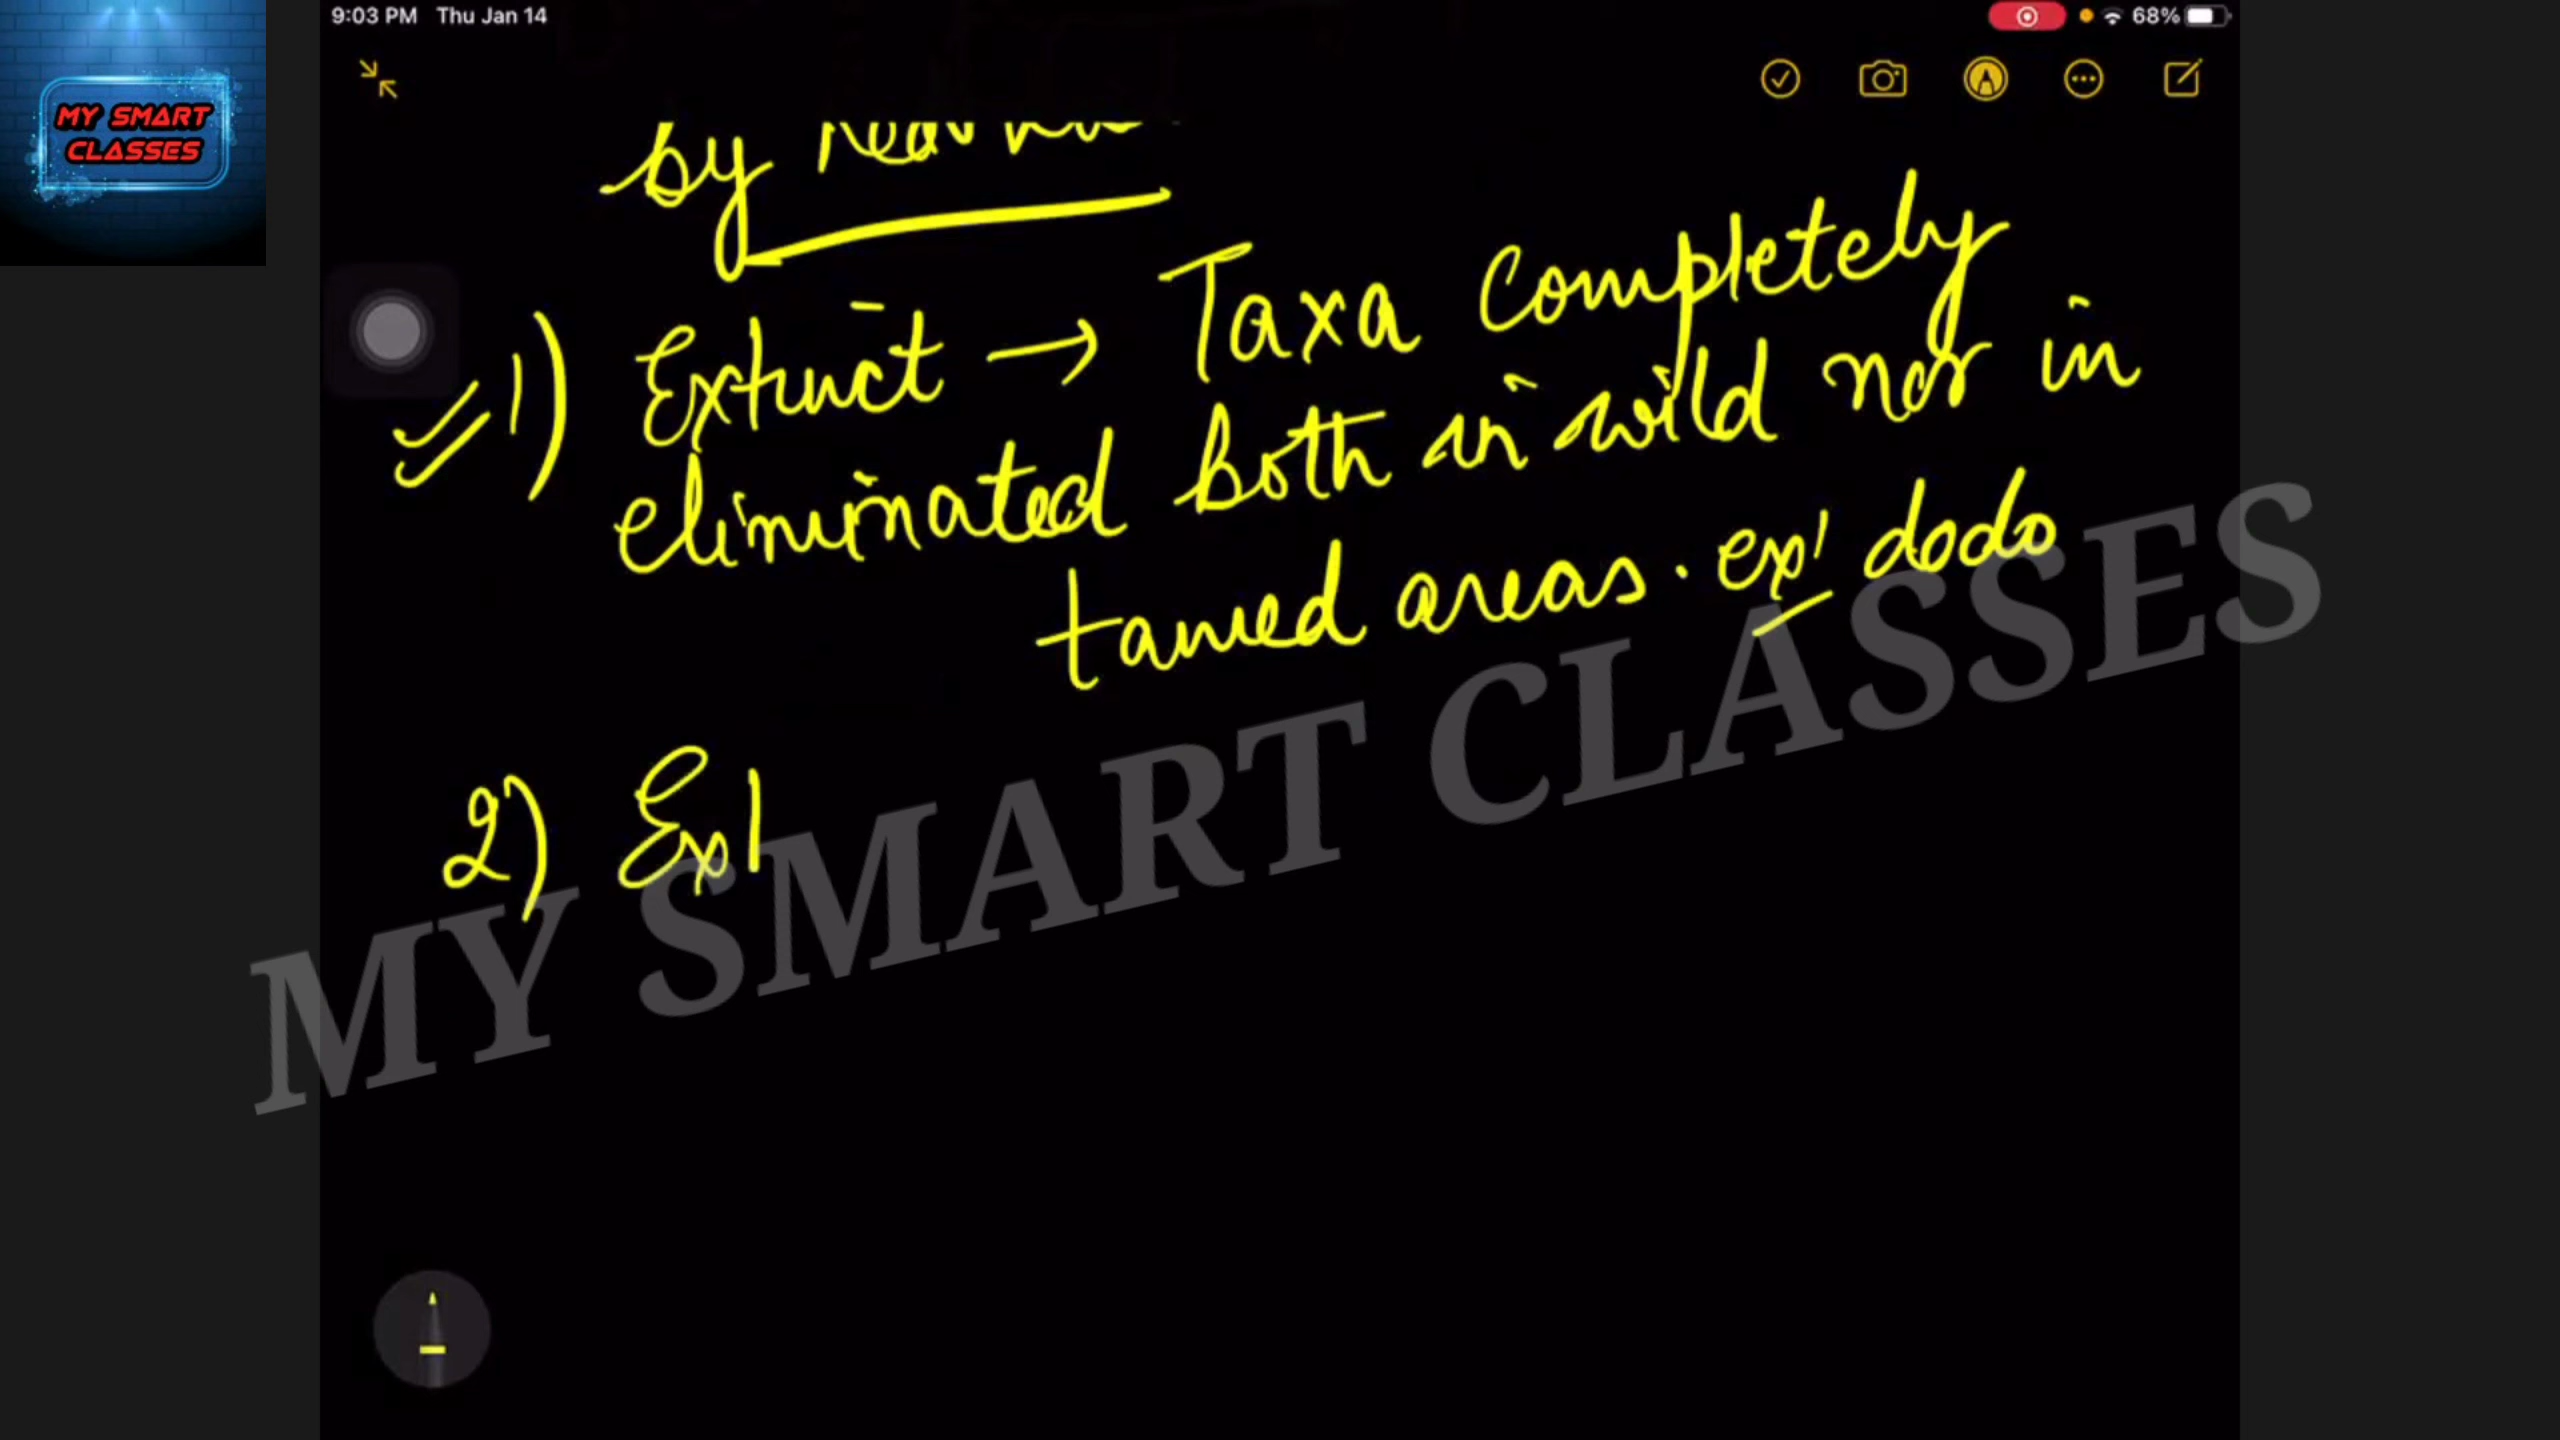 9:03 PM Thu Jan 14
68%
MY SMART
CLASSES
by
1) Extinct → Taxa completely
eliminated both in wild nor in
tamed areas. ex' dodo
2) Ext
MY SMART CLASSES